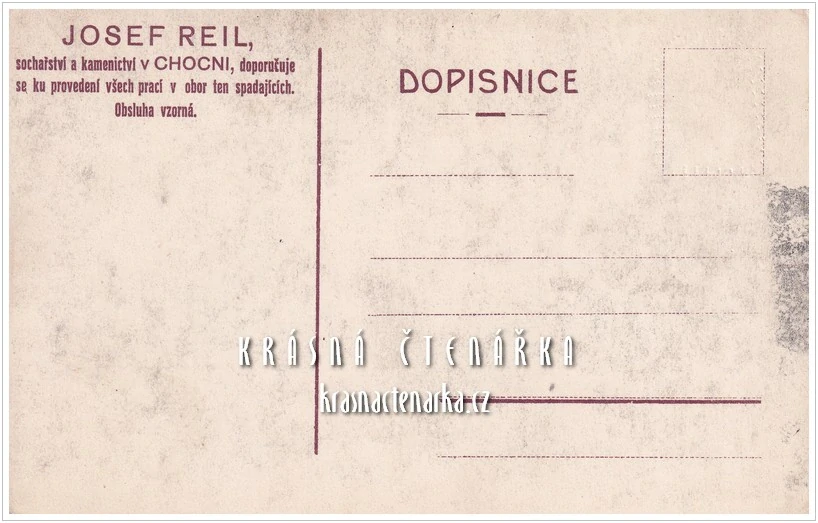 JOSEF REIL,
sochařství a kamenictví v CHOCNI, doporučuje
se ku provedení všech prací v obor ten spadajících.
Obsluha vzorná.
DOPISNICE
KRÁSNÁ ČTENÁŘKA
krasnactenarka.cz